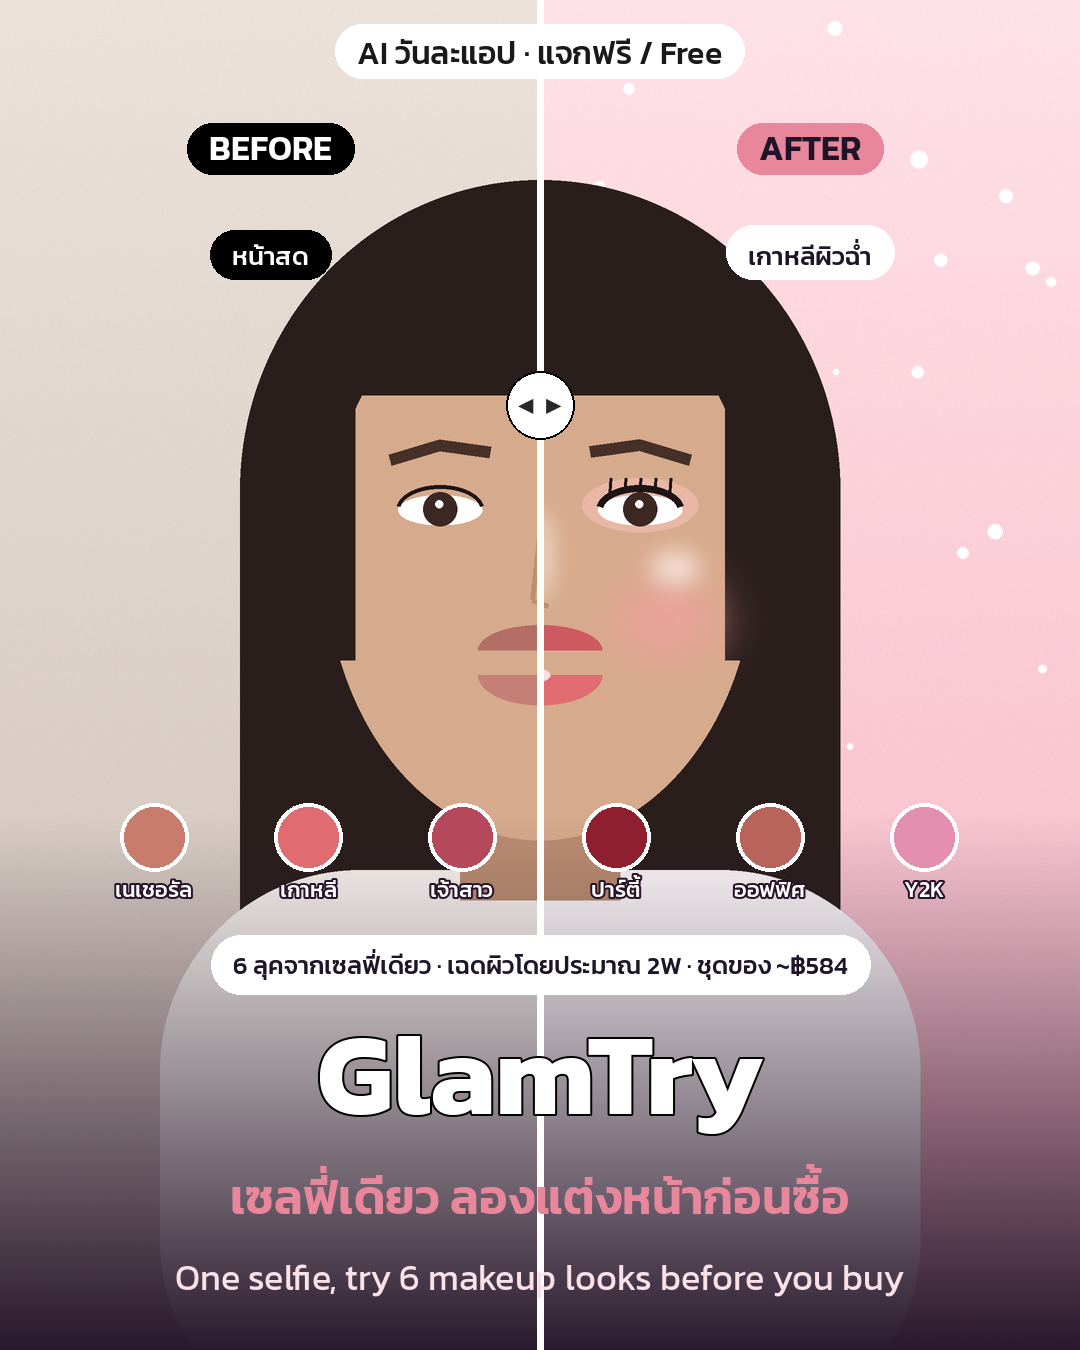 AI วันละแอป · แจกฟรี / Free
BEFORE
AFTER
หน้าสด
เกาหลีผิวฉ่ำ
เนเชอรัล
เกาหลี
เจ้าสาว
ปาร์ตี้
ออฟฟิศ
Y2K
6 ลุคจากเซลฟี่เดียว · เฉดผิวโดยประมาณ 2W · ชุดของ ~฿584
GlamTry
เซลฟี่เดียว ลองแต่งหน้าก่อนซื้อ
One selfie, try 6 makeup looks before you buy